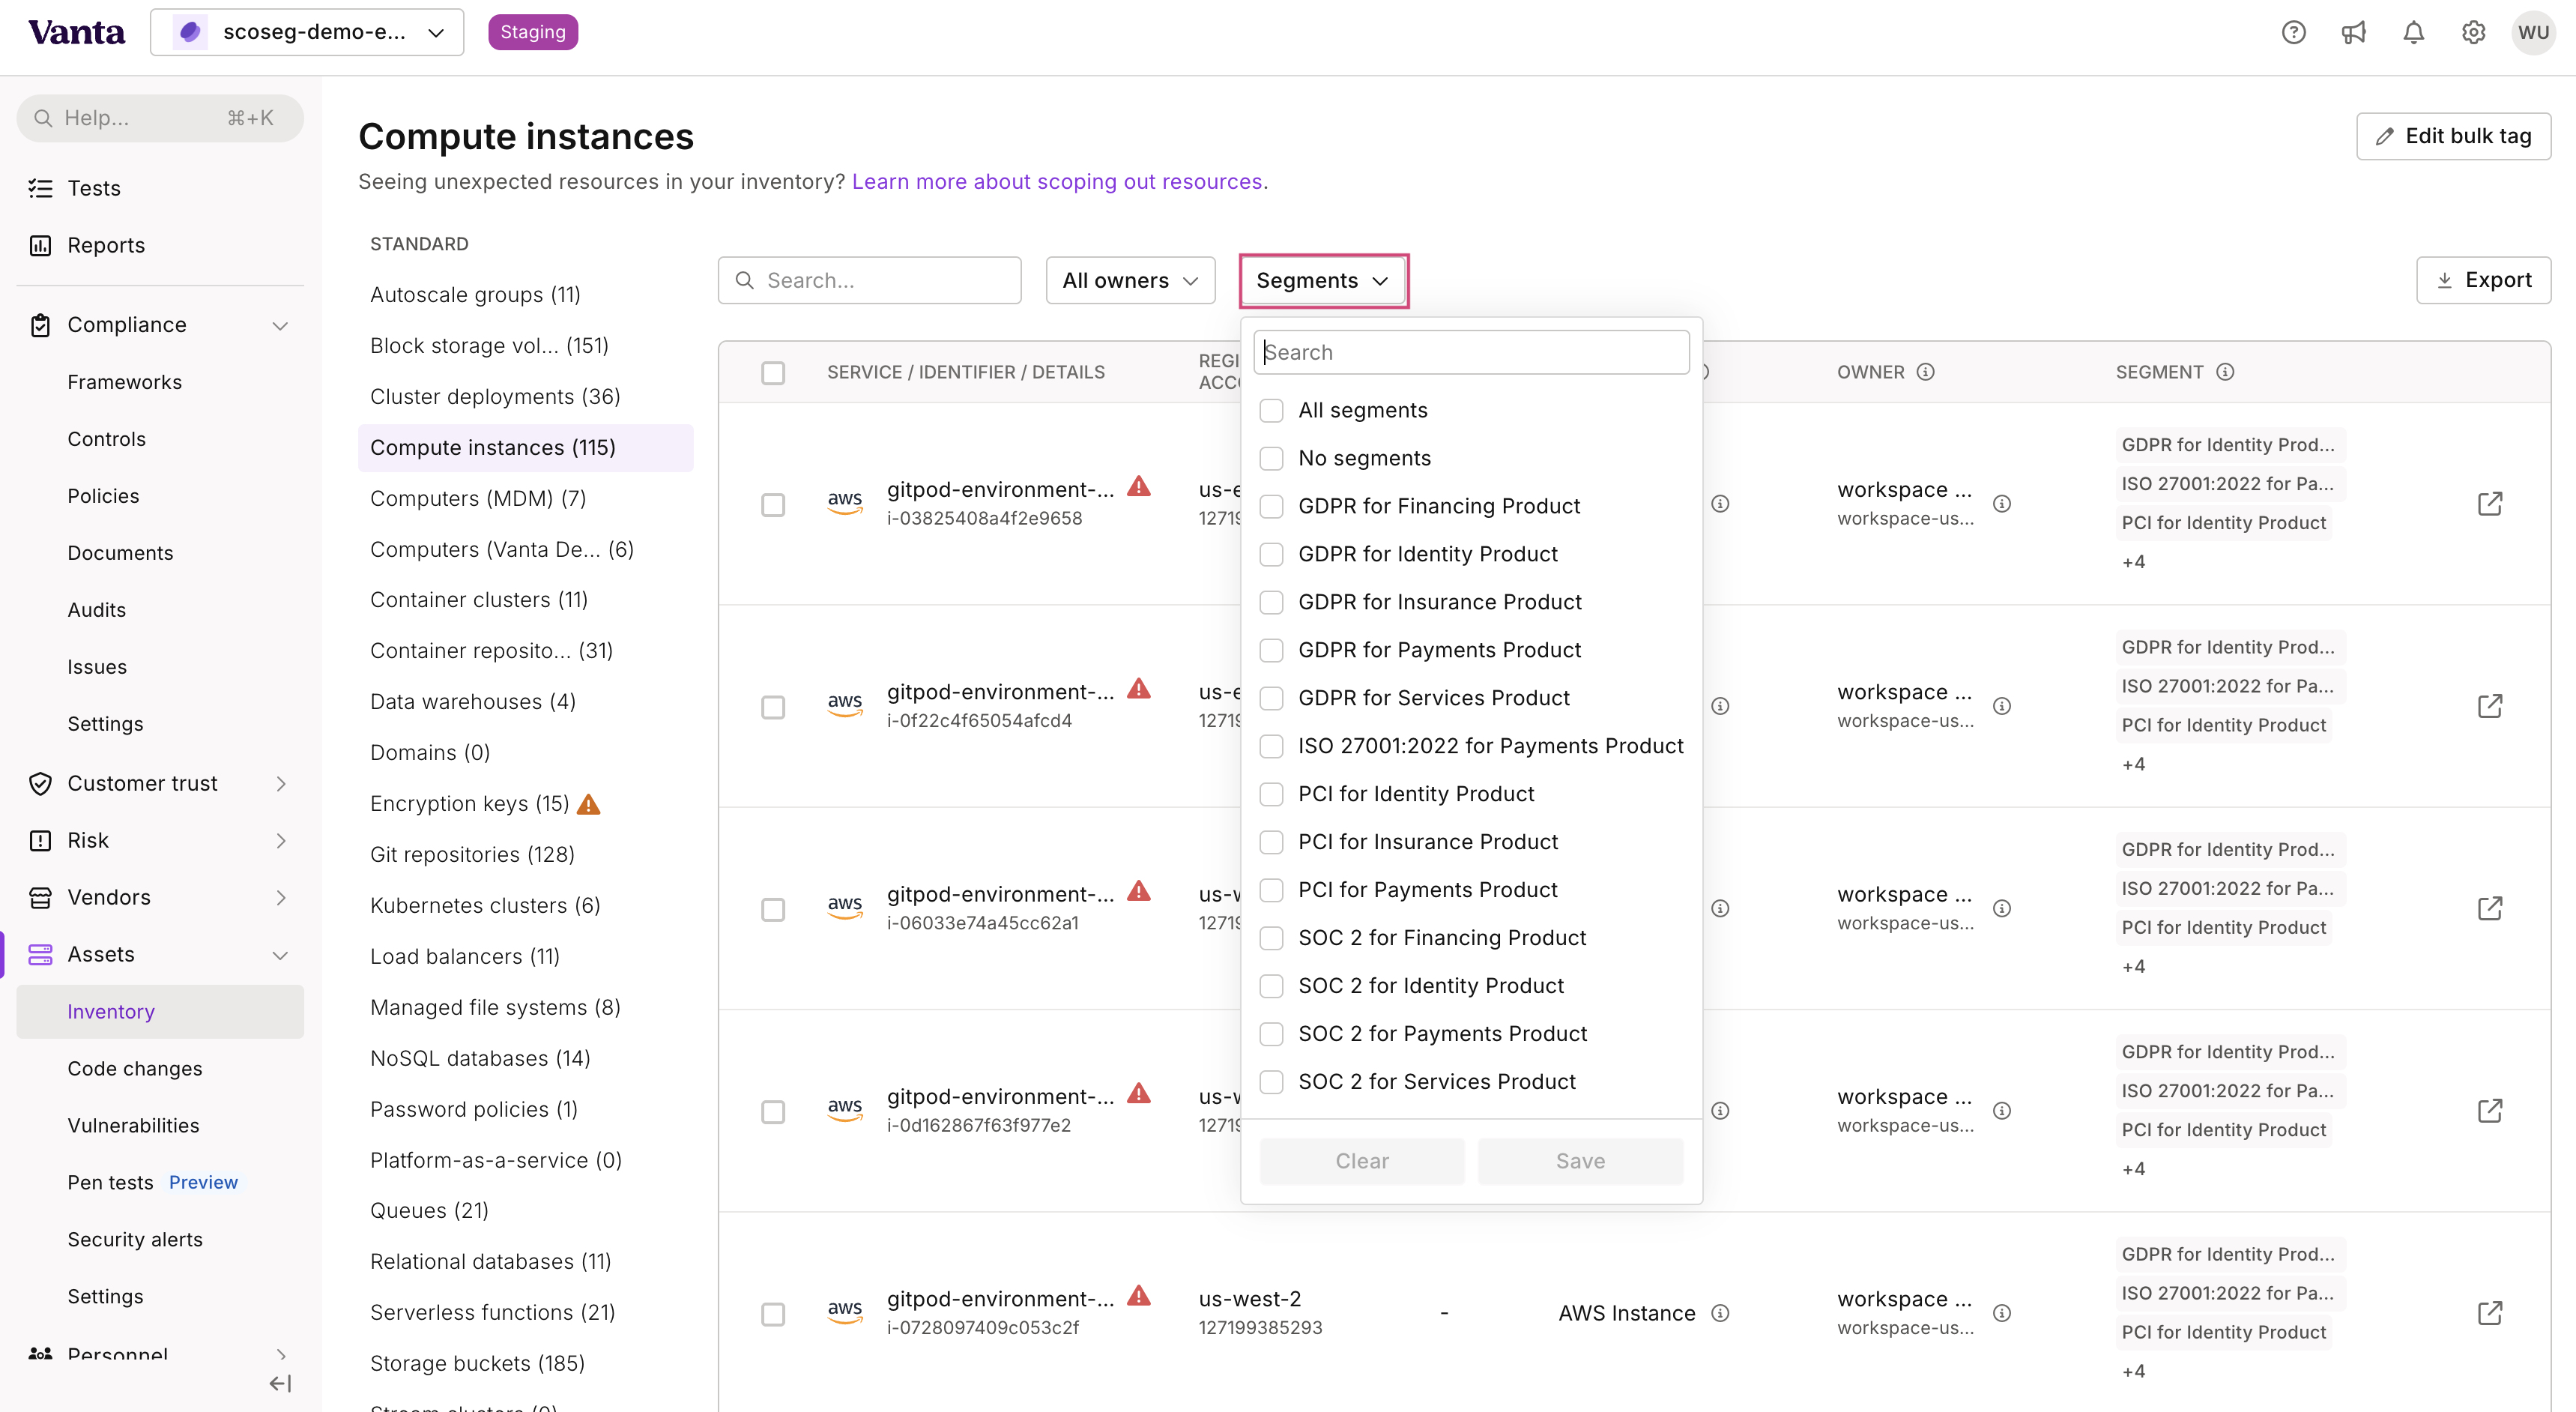 Vanta
scoseg-demo-e...
Staging
WU
Help...
⌘+K
Tests
Reports
Compliance
Frameworks
Controls
Policies
Documents
Audits
Issues
Settings
Customer trust
Risk
Vendors
Assets
Inventory
Code changes
Vulnerabilities
Pen tests Preview
Security alerts
Settings
Personnel
Compute instances
Edit bulk tag
Seeing unexpected resources in your inventory? Learn more about scoping out resources.
STANDARD
Autoscale groups (11)
Block storage vol... (151)
Cluster deployments (36)
Compute instances (115)
Computers (MDM) (7)
Computers (Vanta De... (6)
Container clusters (11)
Container reposito... (31)
Data warehouses (4)
Domains (0)
Encryption keys (15)
Git repositories (128)
Kubernetes clusters (6)
Load balancers (11)
Managed file systems (8)
NoSQL databases (14)
Password policies (1)
Platform-as-a-service (0)
Queues (21)
Relational databases (11)
Serverless functions (21)
Storage buckets (185)
Stream clusters (0)
Search...
All owners
Segments
Export
Search
All segments
No segments
GDPR for Financing Product
GDPR for Identity Product
GDPR for Insurance Product
GDPR for Payments Product
GDPR for Services Product
ISO 27001:2022 for Payments Product
PCI for Identity Product
PCI for Insurance Product
PCI for Payments Product
SOC 2 for Financing Product
SOC 2 for Identity Product
SOC 2 for Payments Product
SOC 2 for Services Product
Clear
Save
SERVICE / IDENTIFIER / DETAILS
REGI
ACC
OWNER
SEGMENT
aws
gitpod-environment-...
i-03825408a4f2e9658
us-e
1271
workspace ...
workspace-us...
GDPR for Identity Prod...
ISO 27001:2022 for Pa...
PCI for Identity Product
+4
aws
gitpod-environment-...
i-0f22c4f65054afcd4
us-e
1271
workspace ...
workspace-us...
GDPR for Identity Prod...
ISO 27001:2022 for Pa...
PCI for Identity Product
+4
aws
gitpod-environment-...
i-06033e74a45cc62a1
us-w
1271
workspace ...
workspace-us...
GDPR for Identity Prod...
ISO 27001:2022 for Pa...
PCI for Identity Product
+4
aws
gitpod-environment-...
i-0d162867f63f977e2
us-w
1271
workspace ...
workspace-us...
GDPR for Identity Prod...
ISO 27001:2022 for Pa...
PCI for Identity Product
+4
aws
gitpod-environment-...
i-0728097409c053c2f
us-west-2
127199385293
-
AWS Instance
workspace ...
workspace-us...
GDPR for Identity Prod...
ISO 27001:2022 for Pa...
PCI for Identity Product
+4